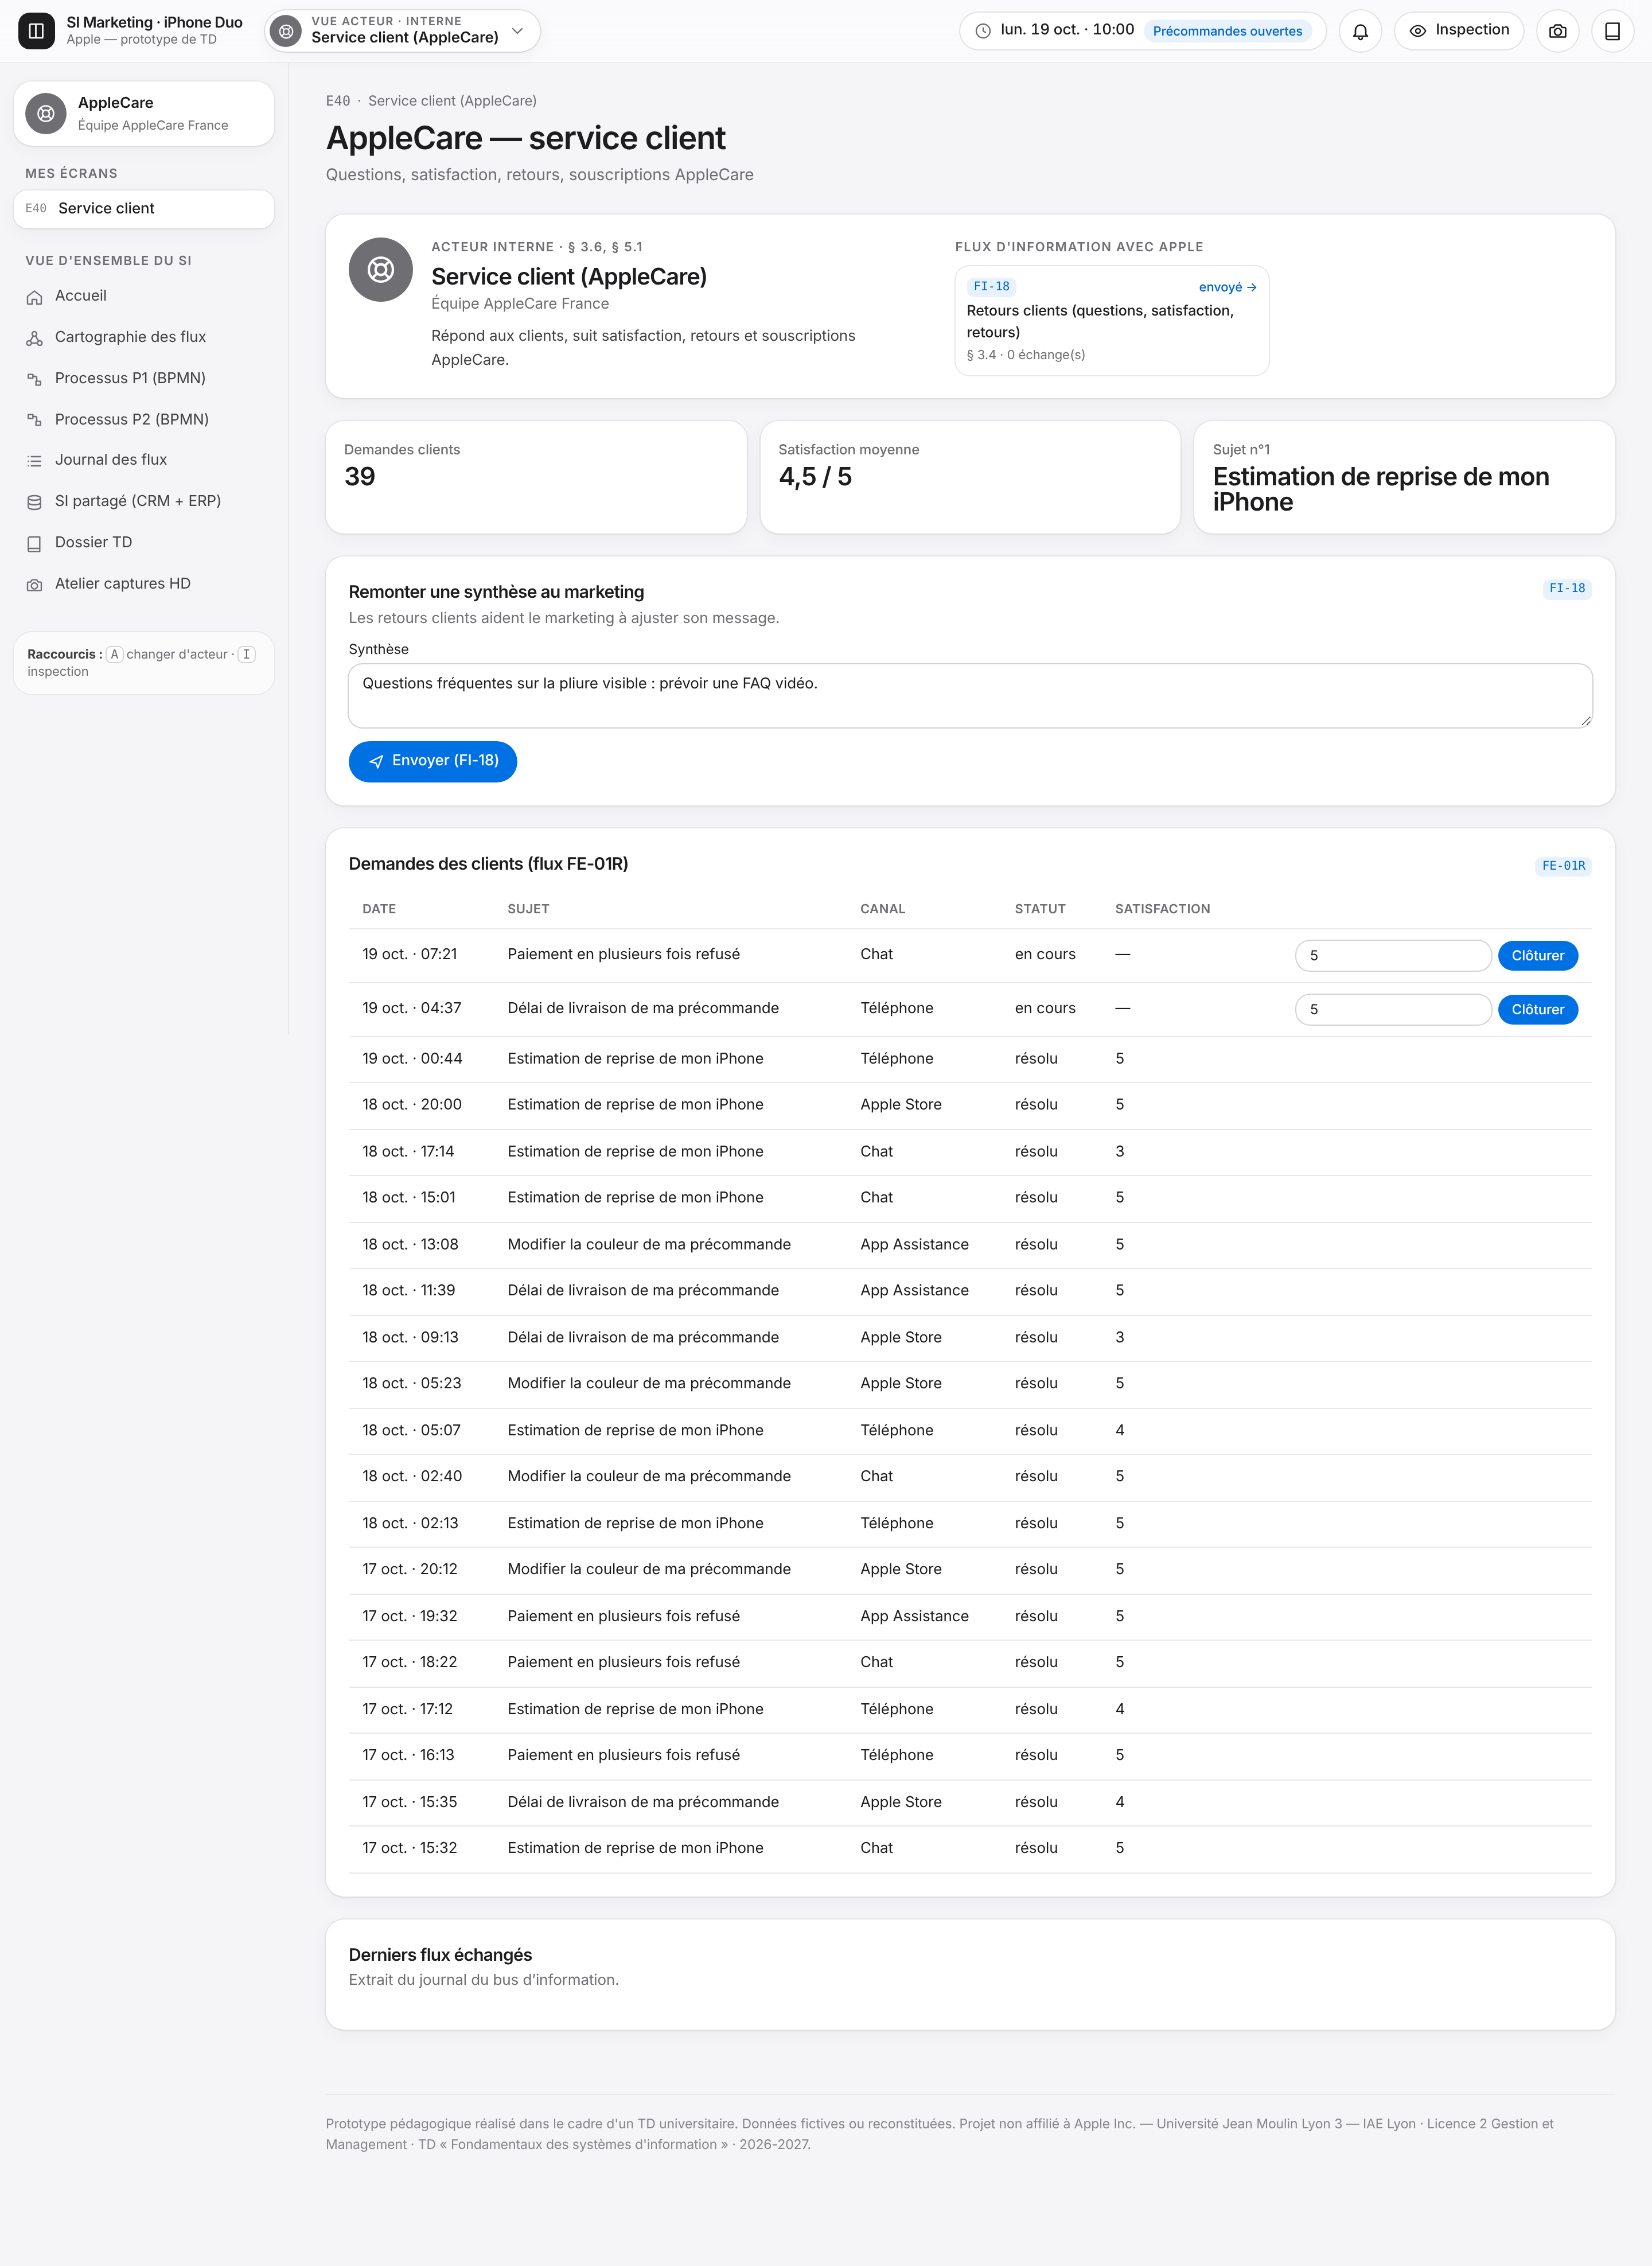 SI Marketing · iPhone Duo
Apple — prototype de TD
VUE ACTEUR · INTERNE
Service client (AppleCare)
lun. 19 oct. · 10:00 Précommandes ouvertes
Inspection
AppleCare
Équipe AppleCare France
MES ÉCRANS
E40 Service client
VUE D'ENSEMBLE DU SI
Accueil
Cartographie des flux
Processus P1 (BPMN)
Processus P2 (BPMN)
Journal des flux
SI partagé (CRM + ERP)
Dossier TD
Atelier captures HD
Raccourcis : A changer d'acteur · I
inspection
E40 · Service client (AppleCare)
AppleCare — service client
Questions, satisfaction, retours, souscriptions AppleCare
ACTEUR INTERNE · § 3.6, § 5.1
Service client (AppleCare)
Équipe AppleCare France
Répond aux clients, suit satisfaction, retours et souscriptions
AppleCare.
FLUX D'INFORMATION AVEC APPLE
FI-18 envoyé →
Retours clients (questions, satisfaction,
retours)
§ 3.4 · 0 échange(s)
Demandes clients
39
Satisfaction moyenne
4,5 / 5
Sujet n°1
Estimation de reprise de mon
iPhone
Remonter une synthèse au marketing FI-18
Les retours clients aident le marketing à ajuster son message.
Synthèse
Questions fréquentes sur la pliure visible : prévoir une FAQ vidéo.
Envoyer (FI-18)
Demandes des clients (flux FE-01R) FE-01R
DATE SUJET CANAL STATUT SATISFACTION
19 oct. · 07:21 Paiement en plusieurs fois refusé Chat en cours — 5 Clôturer
19 oct. · 04:37 Délai de livraison de ma précommande Téléphone en cours — 5 Clôturer
19 oct. · 00:44 Estimation de reprise de mon iPhone Téléphone résolu 5
18 oct. · 20:00 Estimation de reprise de mon iPhone Apple Store résolu 5
18 oct. · 17:14 Estimation de reprise de mon iPhone Chat résolu 3
18 oct. · 15:01 Estimation de reprise de mon iPhone Chat résolu 5
18 oct. · 13:08 Modifier la couleur de ma précommande App Assistance résolu 5
18 oct. · 11:39 Délai de livraison de ma précommande App Assistance résolu 5
18 oct. · 09:13 Délai de livraison de ma précommande Apple Store résolu 3
18 oct. · 05:23 Modifier la couleur de ma précommande Apple Store résolu 5
18 oct. · 05:07 Estimation de reprise de mon iPhone Téléphone résolu 4
18 oct. · 02:40 Modifier la couleur de ma précommande Chat résolu 5
18 oct. · 02:13 Estimation de reprise de mon iPhone Téléphone résolu 5
17 oct. · 20:12 Modifier la couleur de ma précommande Apple Store résolu 5
17 oct. · 19:32 Paiement en plusieurs fois refusé App Assistance résolu 5
17 oct. · 18:22 Paiement en plusieurs fois refusé Chat résolu 5
17 oct. · 17:12 Estimation de reprise de mon iPhone Téléphone résolu 4
17 oct. · 16:13 Paiement en plusieurs fois refusé Téléphone résolu 5
17 oct. · 15:35 Délai de livraison de ma précommande Apple Store résolu 4
17 oct. · 15:32 Estimation de reprise de mon iPhone Chat résolu 5
Derniers flux échangés
Extrait du journal du bus d’information.
Prototype pédagogique réalisé dans le cadre d'un TD universitaire. Données fictives ou reconstituées. Projet non affilié à Apple Inc. — Université Jean Moulin Lyon 3 — IAE Lyon · Licence 2 Gestion et
Management · TD « Fondamentaux des systèmes d'information » · 2026-2027.